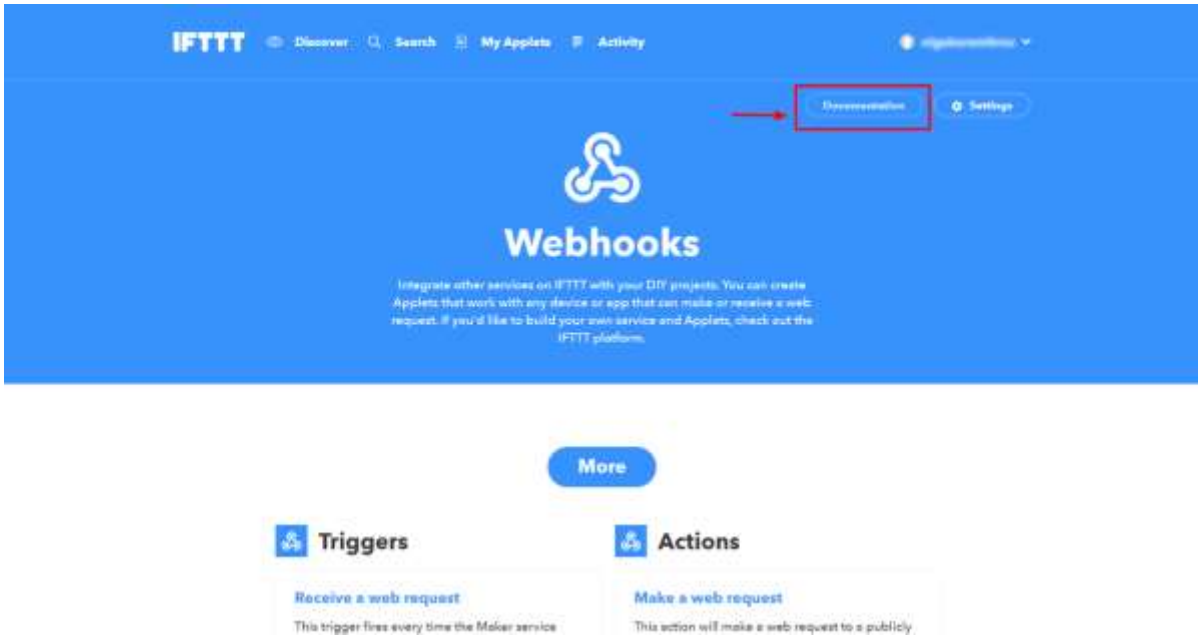 IFTTT Discover Search My Applets Activity
Documentation Settings
Webhooks
Integrate other services on IFTTT with your DIY projects. You can create
Applets that work with any device or app that can make or receive a web
request. If you'd like to build your own service and Applets, check out the
IFTTT platform.
More
Triggers
Actions
Receive a web request
Make a web request
This trigger fires every time the Maker service
This action will make a web request to a publicly